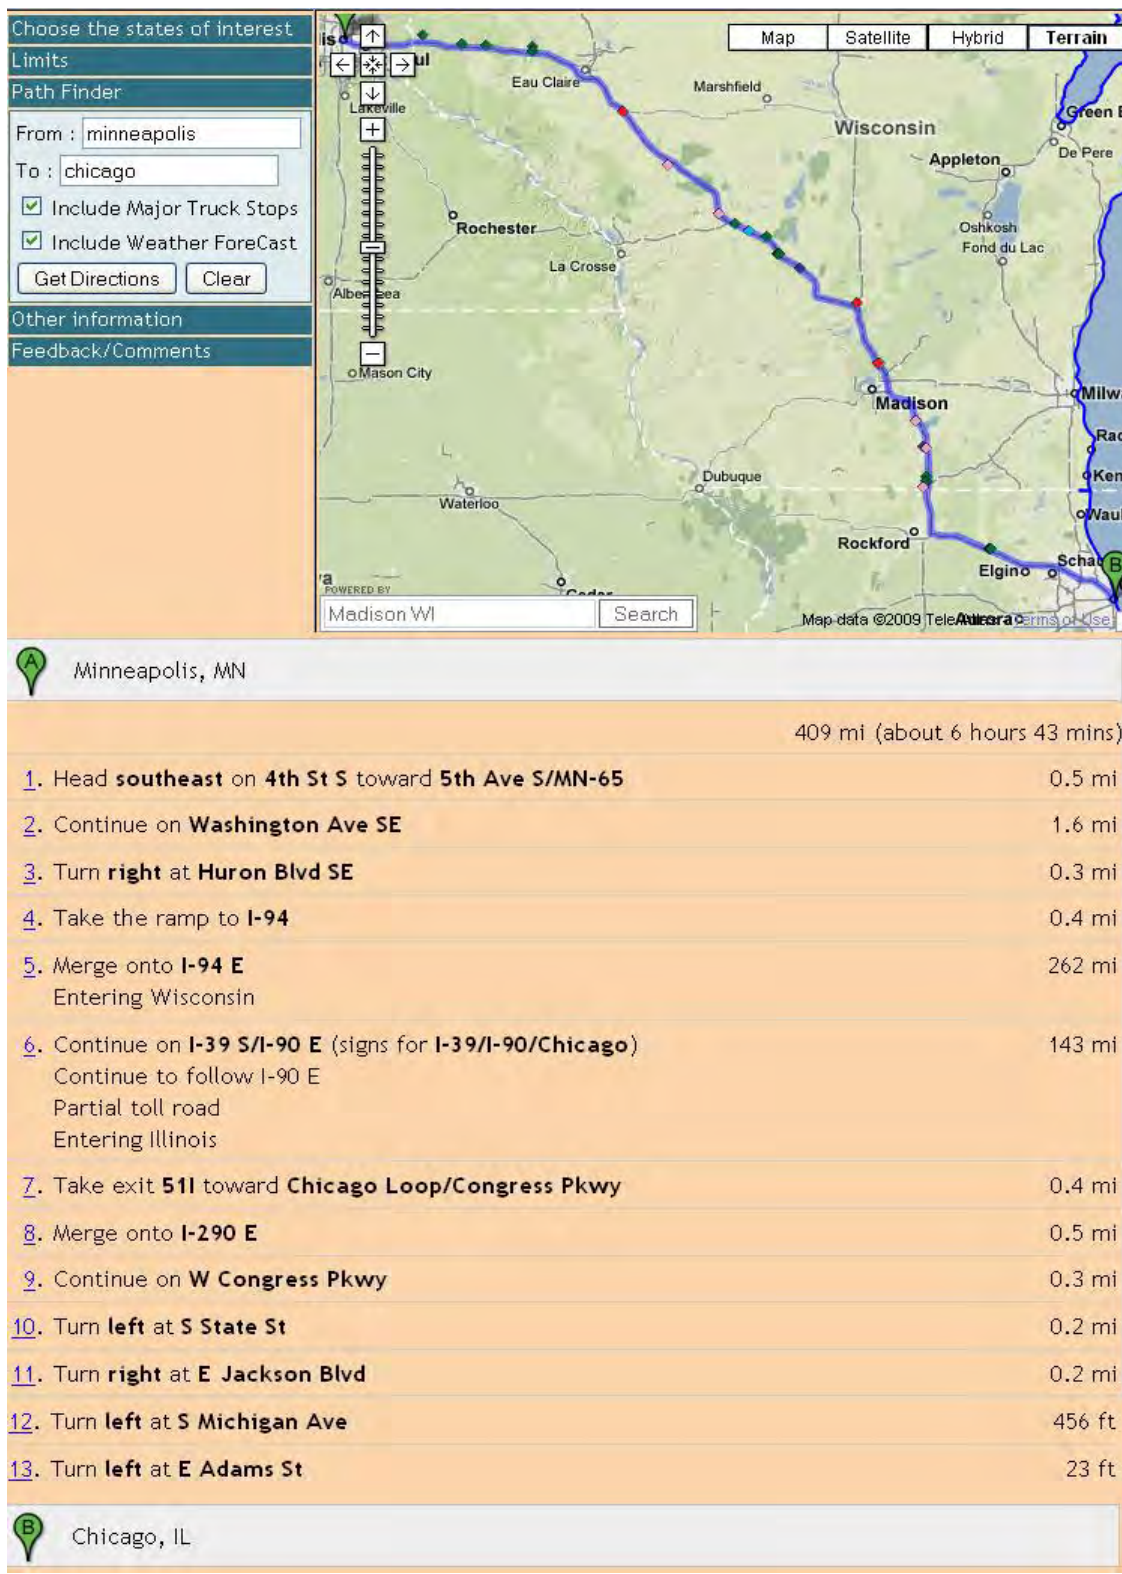 Choose the states of interest
Limits
Path Finder
From : minneapolis
To : chicago
Include Major Truck Stops
Include Weather ForeCast
Get Directions Clear
Other information
Feedback/Comments
Map Satellite Hybrid Terrain
Eau Claire
Marshfield
Lakeville
Wisconsin
Green B
De Pere
Appleton
Rochester
Oshkosh
Fond du Lac
La Crosse
Mason City
Madison
Milw
Rac
Dubuque
Ken
Waterloo
Wau
Rockford
Elgin
Scha
B
POWERED BY
Madison WI Search
Map data ©2009 Tele Terms of Use
Aurora
A Minneapolis, MN
409 mi (about 6 hours 43 mins)
1. Head southeast on 4th St S toward 5th Ave S/MN-65 0.5 mi
2. Continue on Washington Ave SE 1.6 mi
3. Turn right at Huron Blvd SE 0.3 mi
4. Take the ramp to I-94 0.4 mi
5. Merge onto I-94 E 262 mi
Entering Wisconsin
6. Continue on I-39 S/I-90 E (signs for I-39/I-90/Chicago) 143 mi
Continue to follow I-90 E
Partial toll road
Entering Illinois
7. Take exit 51I toward Chicago Loop/Congress Pkwy 0.4 mi
8. Merge onto I-290 E 0.5 mi
9. Continue on W Congress Pkwy 0.3 mi
10. Turn left at S State St 0.2 mi
11. Turn right at E Jackson Blvd 0.2 mi
12. Turn left at S Michigan Ave 456 ft
13. Turn left at E Adams St 23 ft
B Chicago, IL